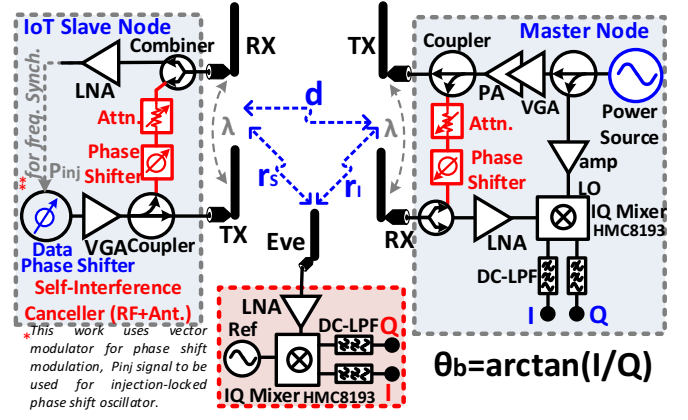 IoT Slave Node
Combiner
RX
LNA
**for freq. Synch.
Pinj
Attn.
Phase
Shifter
Data
Phase Shifter
VGA
Coupler
TX
Self-Interference
Canceller (RF+Ant.)
*This work uses vector
modulator for phase shift
modulation, Pinj signal to be
used for injection-locked
phase shift oscillator.
λ
d
rS
rI
λ
Eve
LNA
Ref
DC-LPF
Q
I
IQ Mixer
HMC8193
TX
Coupler
Master Node
PA
VGA
Power
Source
Attn.
Phase
Shifter
amp
LO
IQ Mixer
HMC8193
RX
LNA
DC-LPF
I
Q
θb=arctan(I/Q)